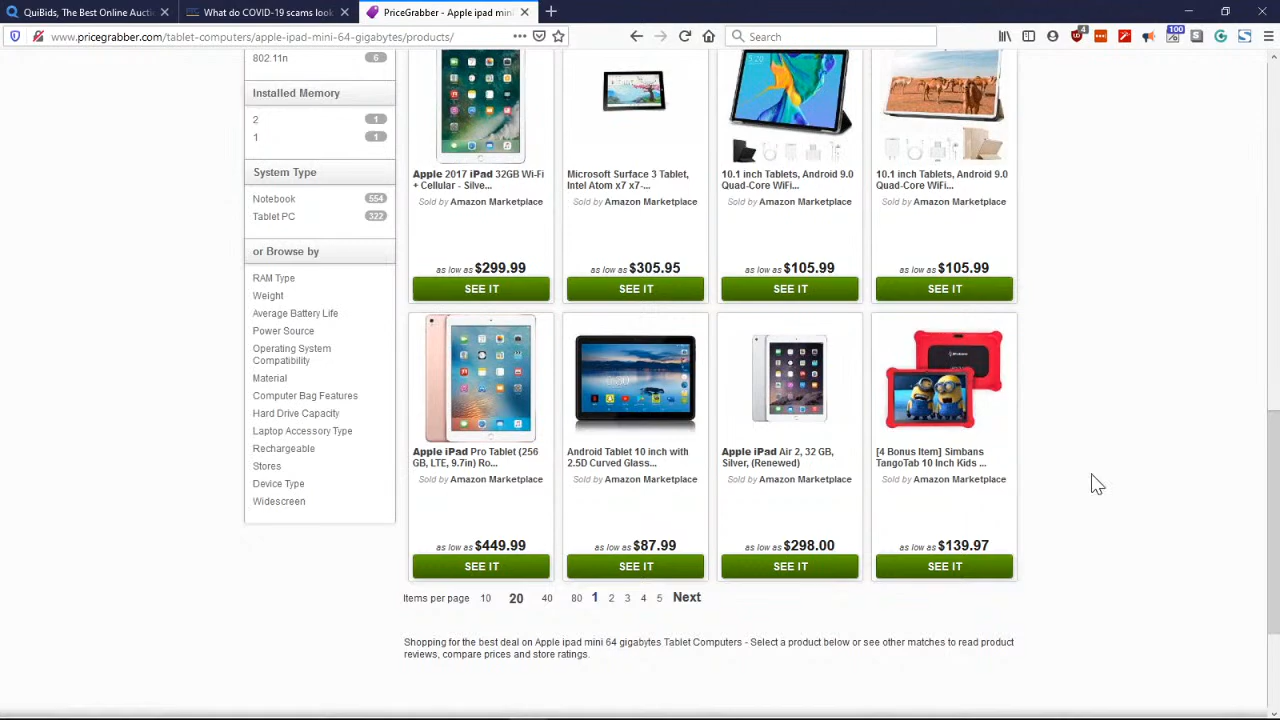 QuiBids, The Best Online Aucti
What do COVID-19 scams look
PriceGrabber - Apple ipad mini
www.pricegrabber.com/tablet-computers/apple-ipad-mini-64-gigabytes/products/
Search
4
100
802.11n 6
Installed Memory
2 1
1 1
System Type
Notebook 554
Tablet PC 322
or Browse by
RAM Type
Weight
Average Battery Life
Power Source
Operating System
Compatibility
Material
Computer Bag Features
Hard Drive Capacity
Laptop Accessory Type
Rechargeable
Stores
Device Type
Widescreen
Apple 2017 iPad 32GB Wi-Fi
+ Cellular - Silve...
Sold by Amazon Marketplace
as low as $299.99
SEE IT
Microsoft Surface 3 Tablet,
Intel Atom x7 x7-...
Sold by Amazon Marketplace
as low as $305.95
SEE IT
10.1 inch Tablets, Android 9.0
Quad-Core WiFi...
Sold by Amazon Marketplace
as low as $105.99
SEE IT
10.1 inch Tablets, Android 9.0
Quad-Core WiFi...
Sold by Amazon Marketplace
as low as $105.99
SEE IT
Apple iPad Pro Tablet (256
GB, LTE, 9.7in) Ro...
Sold by Amazon Marketplace
as low as $449.99
SEE IT
Android Tablet 10 inch with
2.5D Curved Glass...
Sold by Amazon Marketplace
as low as $87.99
SEE IT
Apple iPad Air 2, 32 GB,
Silver, (Renewed)
Sold by Amazon Marketplace
as low as $298.00
SEE IT
[4 Bonus Item] Simbans
TangoTab 10 Inch Kids ...
Sold by Amazon Marketplace
as low as $139.97
SEE IT
Items per page 10 20 40 80 1 2 3 4 5 Next
Shopping for the best deal on Apple ipad mini 64 gigabytes Tablet Computers - Select a product below or see other matches to read product
reviews, compare prices and store ratings.